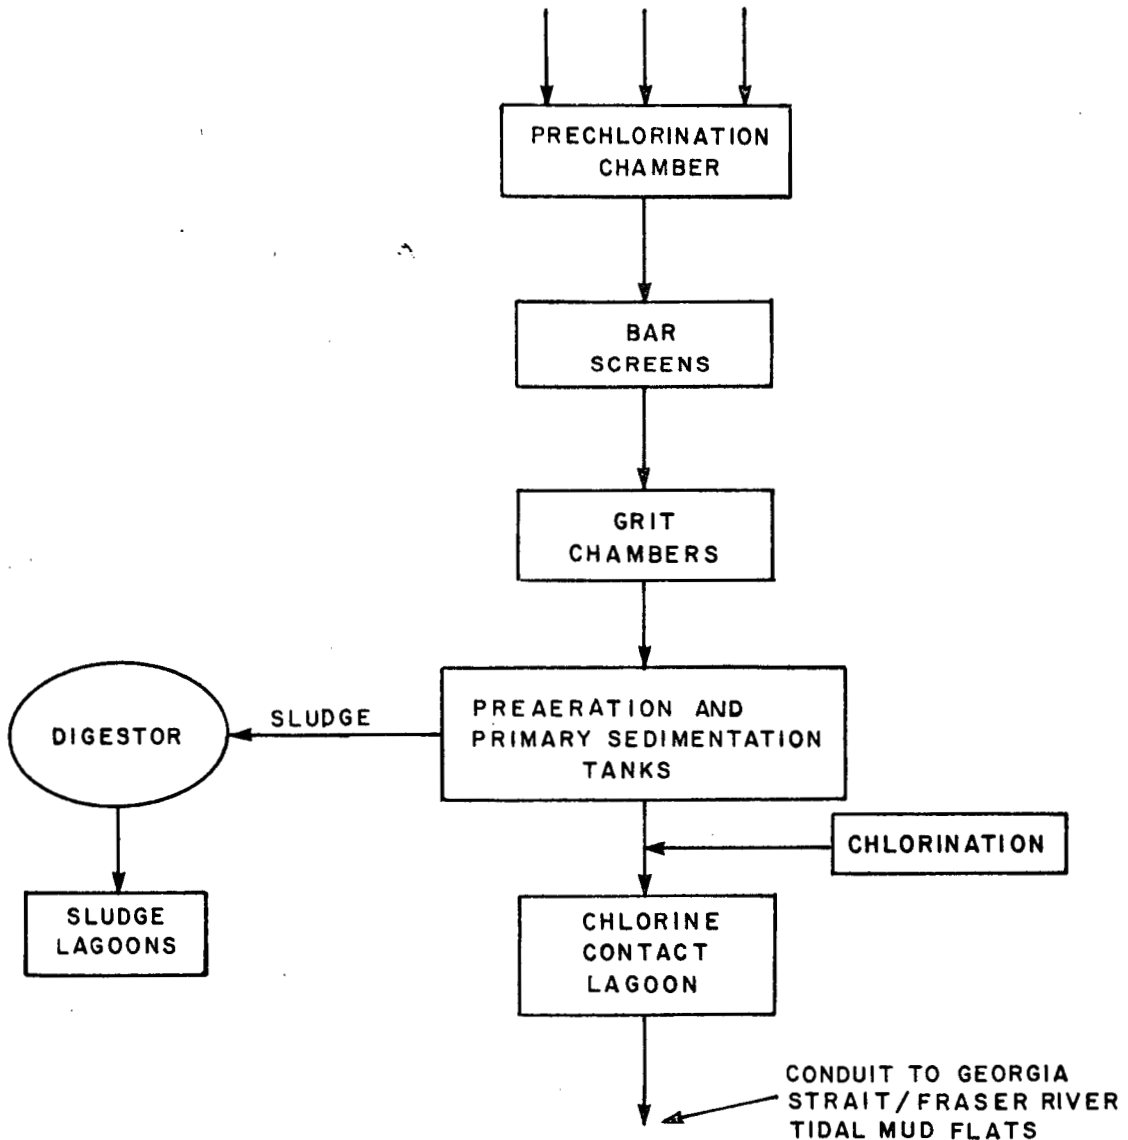 PRECHLORINATION
CHAMBER
BAR
SCREENS
GRIT
CHAMBERS
PREAERATION AND
PRIMARY SEDIMENTATION
TANKS
SLUDGE
DIGESTOR
CHLORINATION
SLUDGE
LAGOONS
CHLORINE
CONTACT
LAGOON
CONDUIT TO GEORGIA
STRAIT/FRASER RIVER
TIDAL MUD FLATS